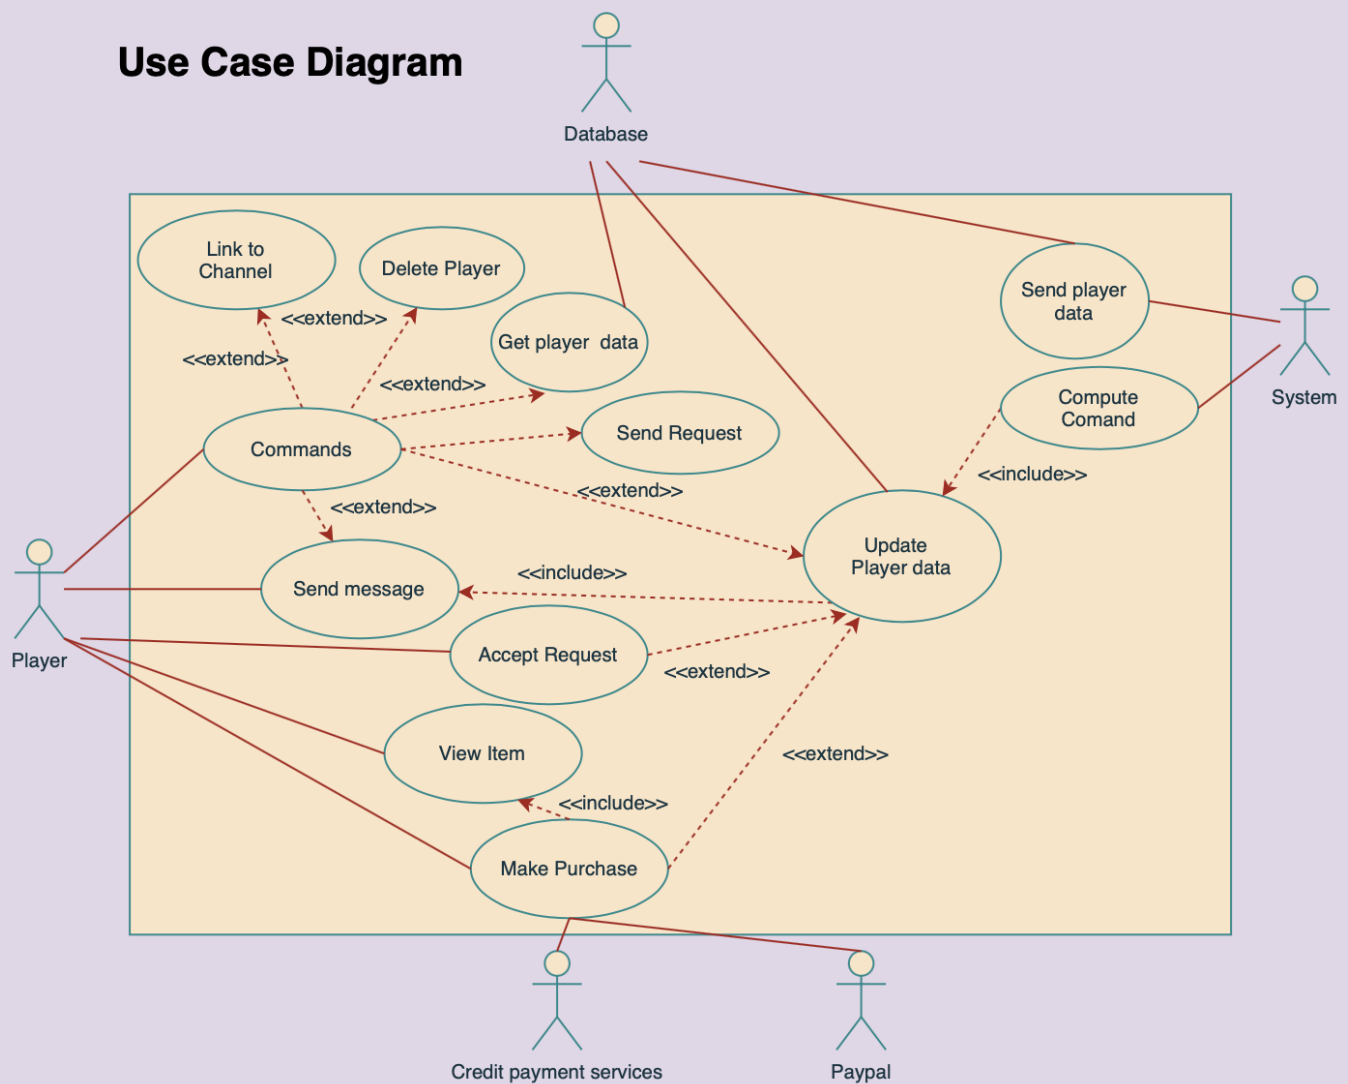 Use Case Diagram
Database
Link to
Channel
Delete Player
Send player
data
<<extend>>
Get player data
<<extend>>
<<extend>>
System
Compute
Comand
Send Request
Commands
<<include>>
<<extend>>
<<extend>>
Update
Player data
<<include>>
Send message
Accept Request
Player
<<extend>>
View Item
<<extend>>
<<include>>
Make Purchase
Credit payment services
Paypal